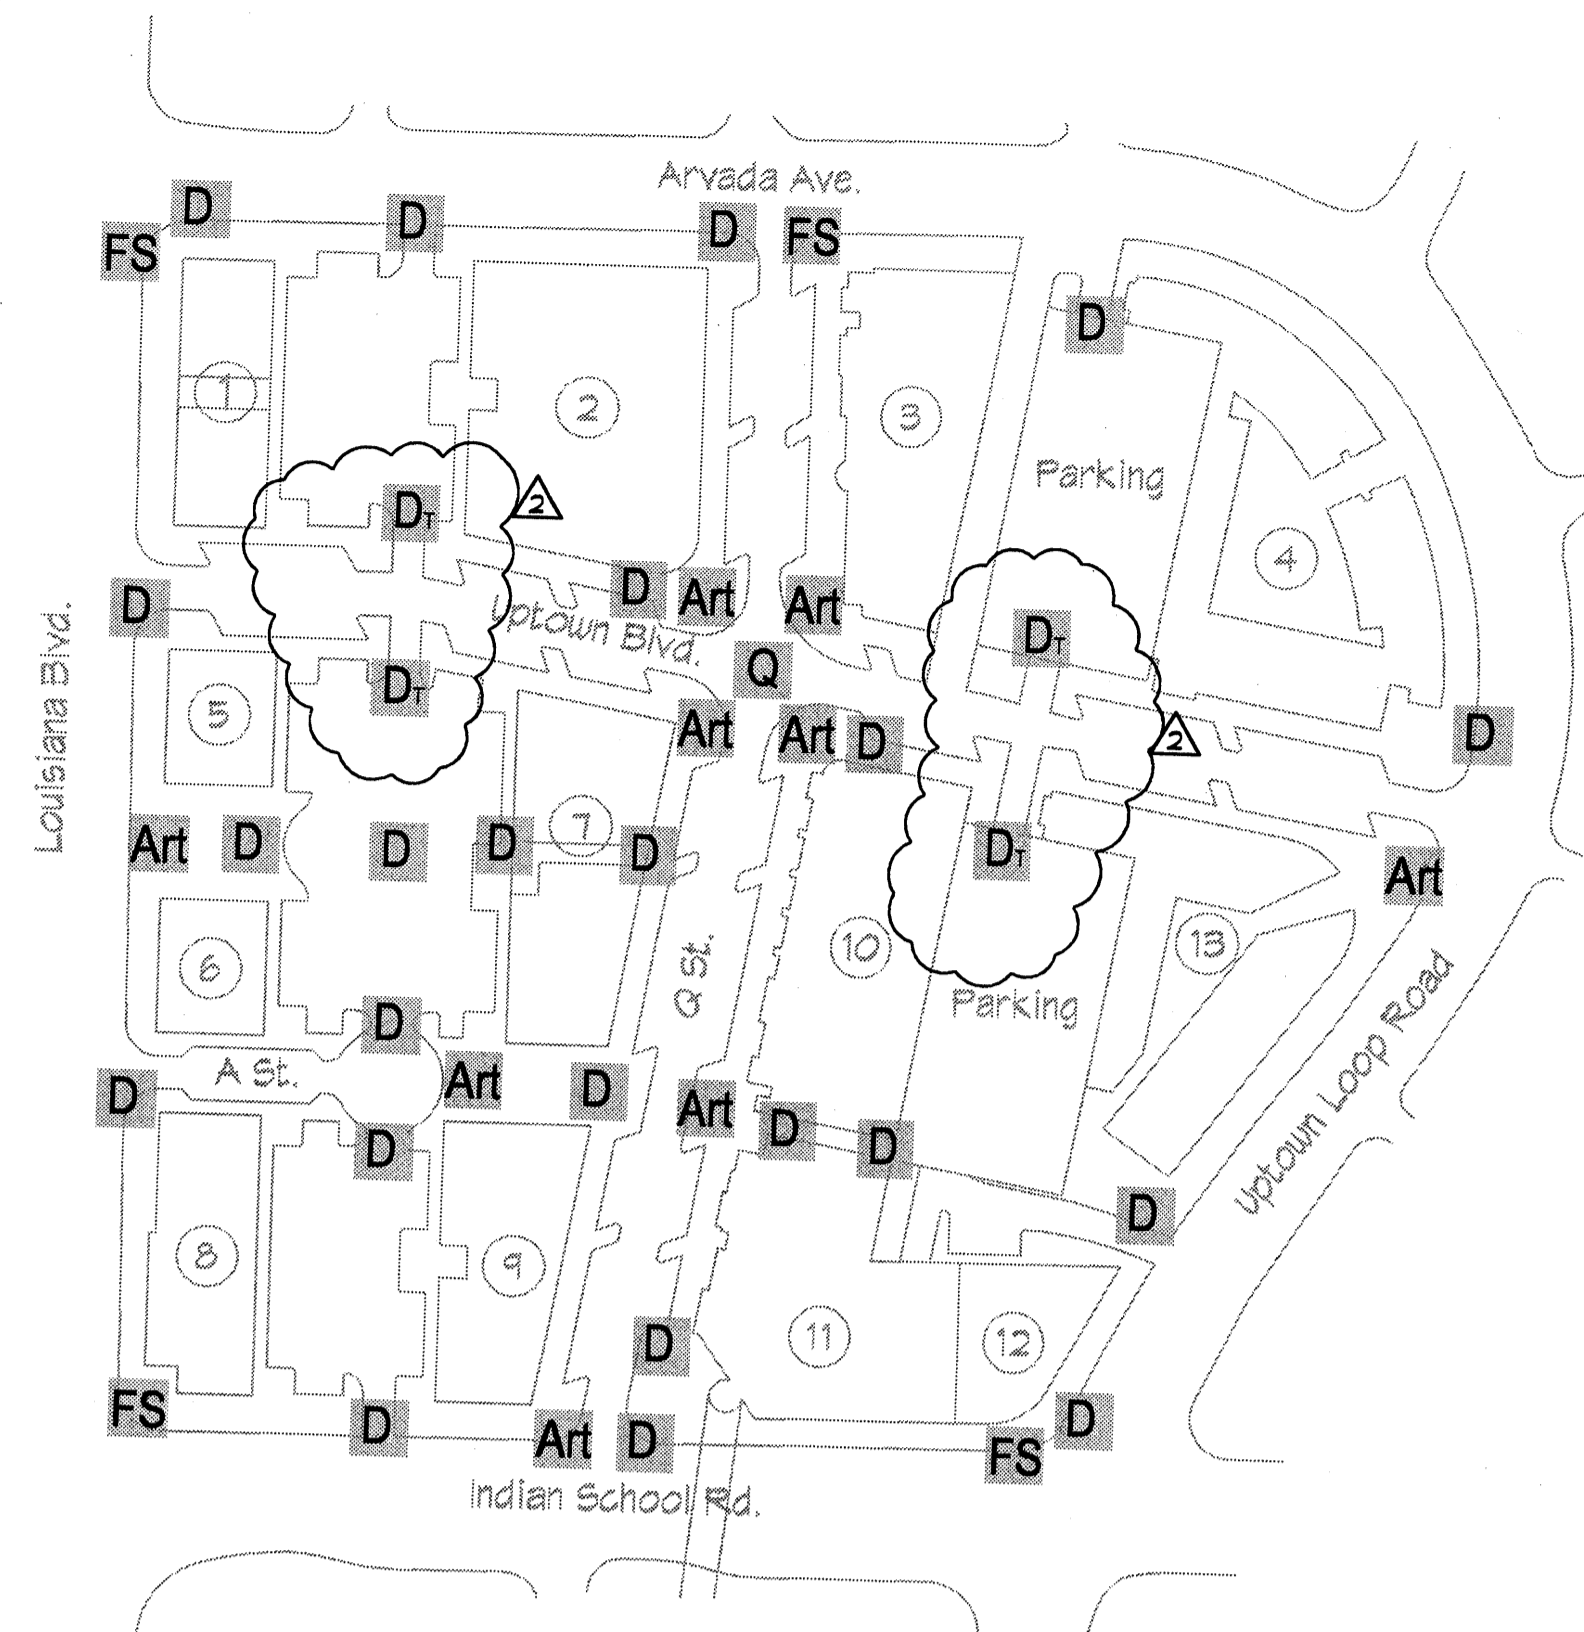 Arvada Ave.
D
D
D
FS
FS
D
1
2
3
Parking
4
DT
2
D
D
Art
Art
DT
Uptown Blvd.
Q
DT
5
Art
Art
D
2
D
Louisiana Blvd.
7
Art
D
D
D
D
DT
Art
6
Q St.
10
13
Parking
D
A St.
Art
D
D
Art
D
D
D
Uptown Loop Road
D
8
9
11
12
D
FS
D
Art
D
FS
D
Indian School Rd.